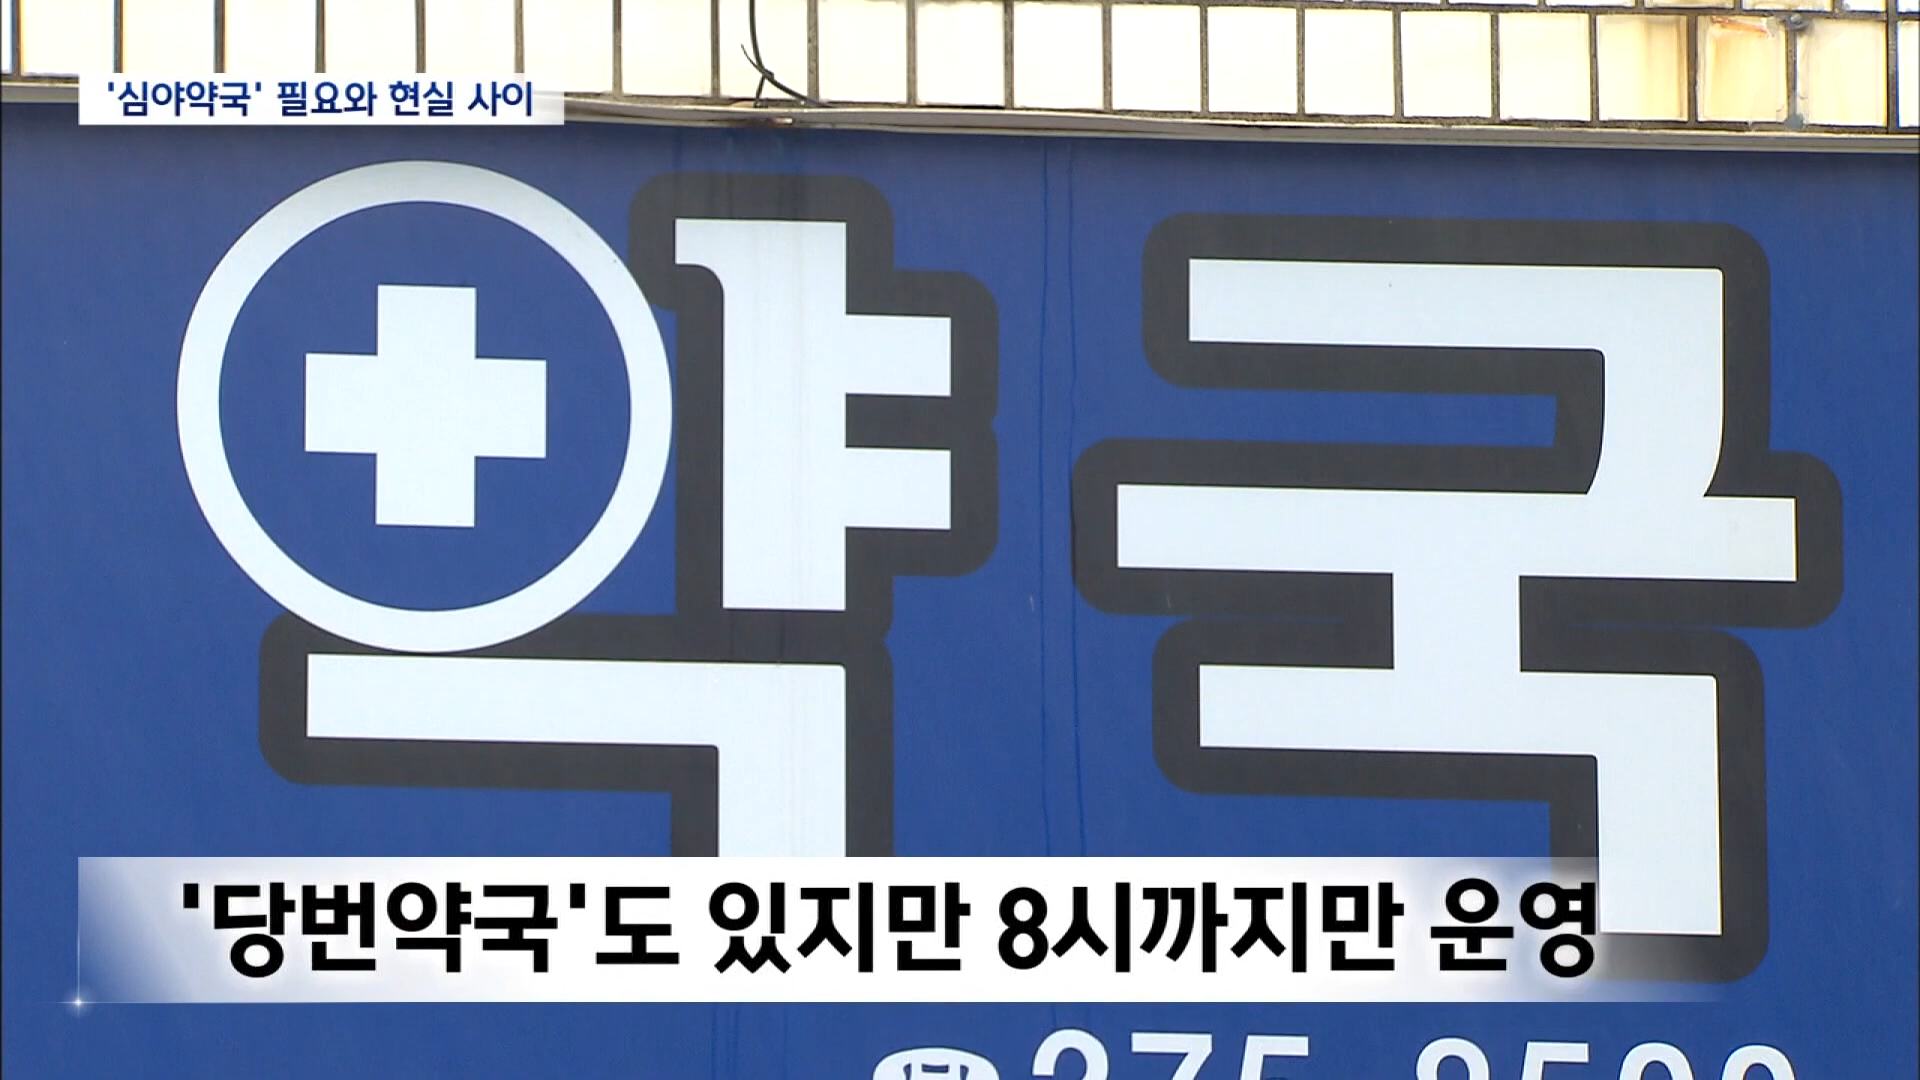 '심야약국' 필요와 현실 사이
약국
'당번약국'도 있지만 8시까지만 운영